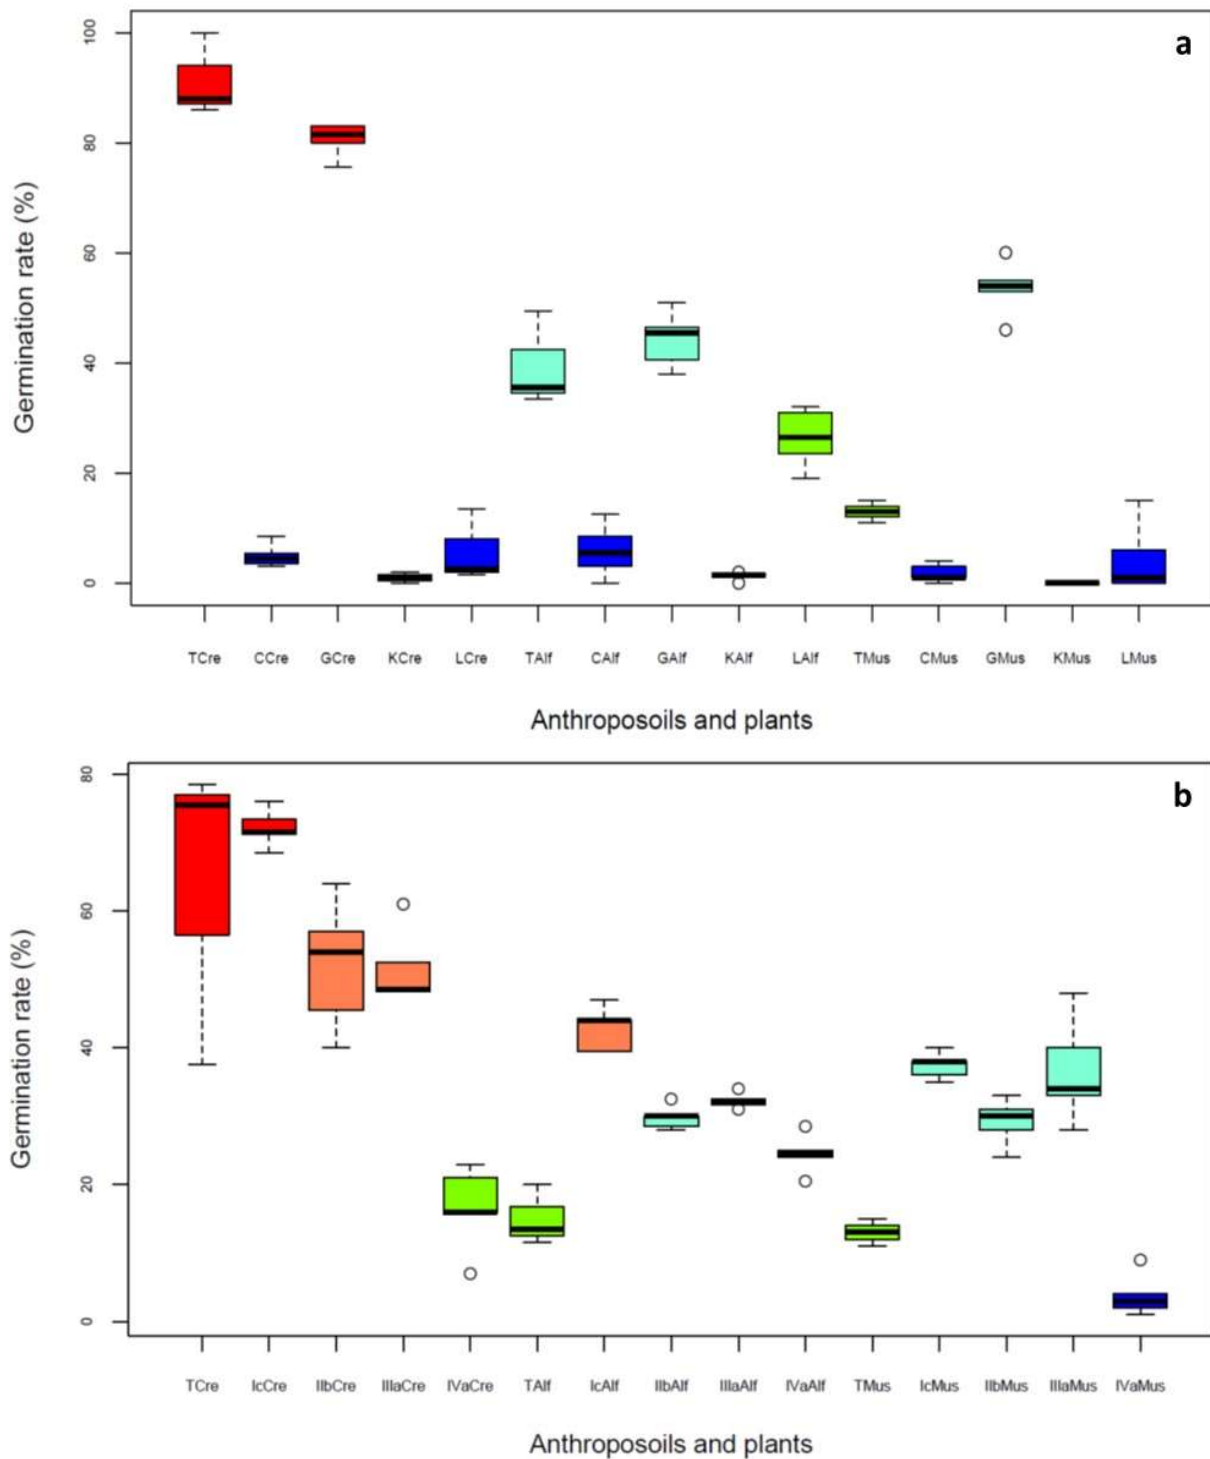 a
Germination rate (%)
100
80
60
40
20
0
TCre CCre GCre KCre LCre TAlf CAlf GAlf KAlf LAlf TMus CMus GMus KMus LMus
Anthroposoils and plants
b
Germination rate (%)
80
60
40
20
0
TCre IcCre IIbCre IIIaCre IVaCre TAlf IcAlf IIbAlf IIIaAlf IVaAlf TMus IcMus IIbMus IIIaMus IVaMus
Anthroposoils and plants